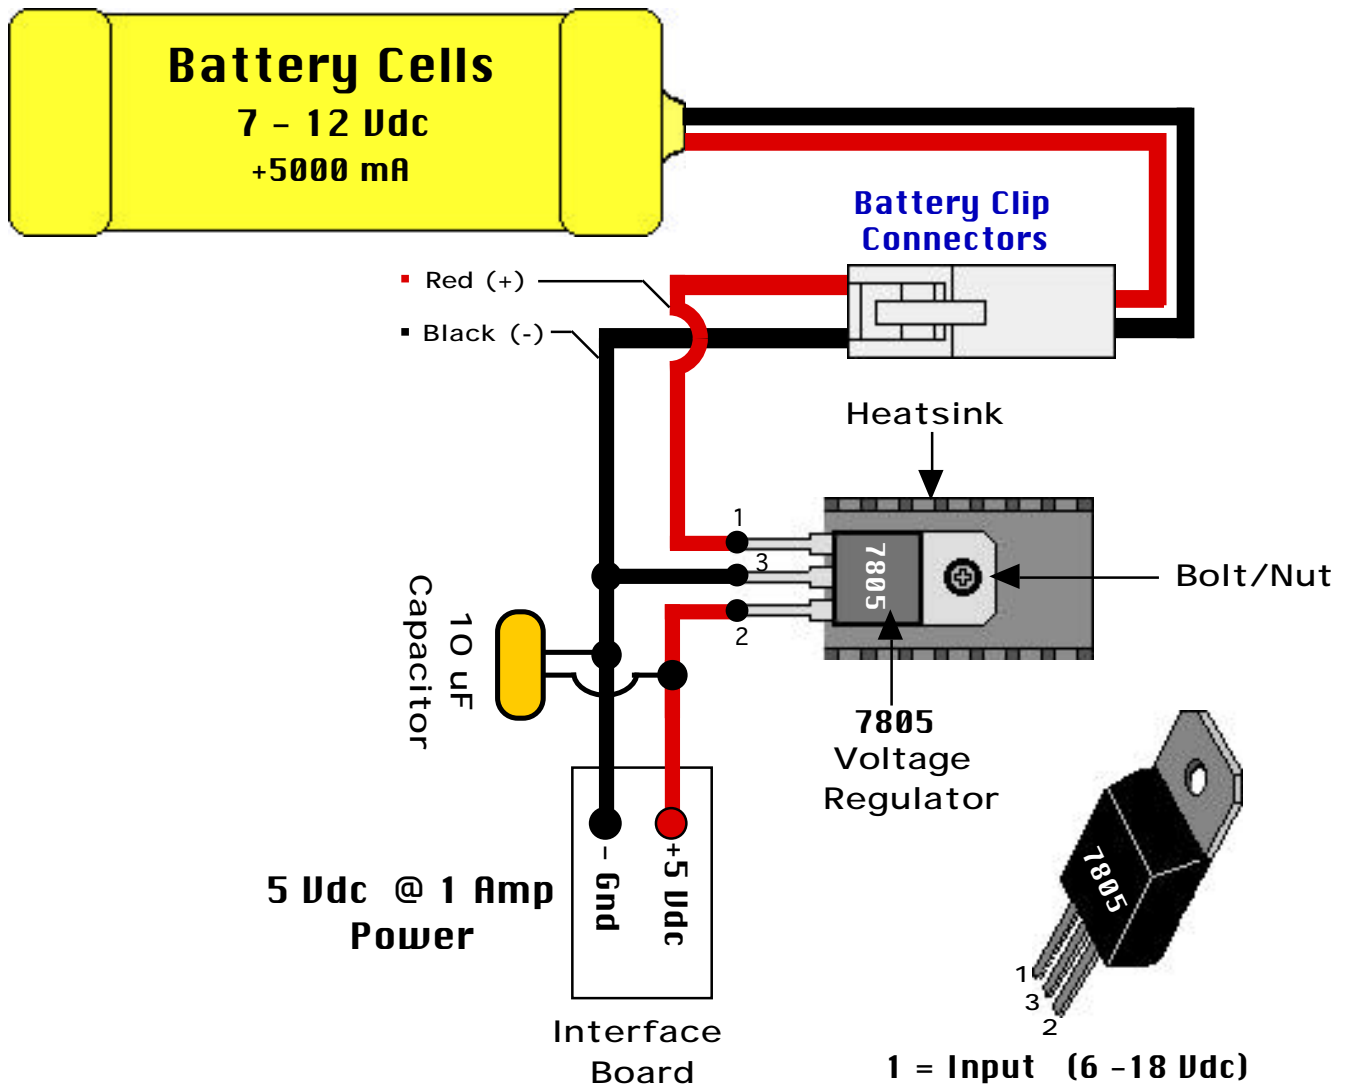 Battery Cells
7 - 12 Vdc
+5000 mA
Battery Clip
Connectors
Red (+)
Black (-)
Heatsink
1
3
2
7805
Bolt/Nut
10 uF
Capacitor
7805
Voltage
Regulator
- Gnd
+5 Vdc
5 Vdc @ 1 Amp
Power
Interface
Board
7805
1
3
2
1 = Input (6 -18 Vdc)